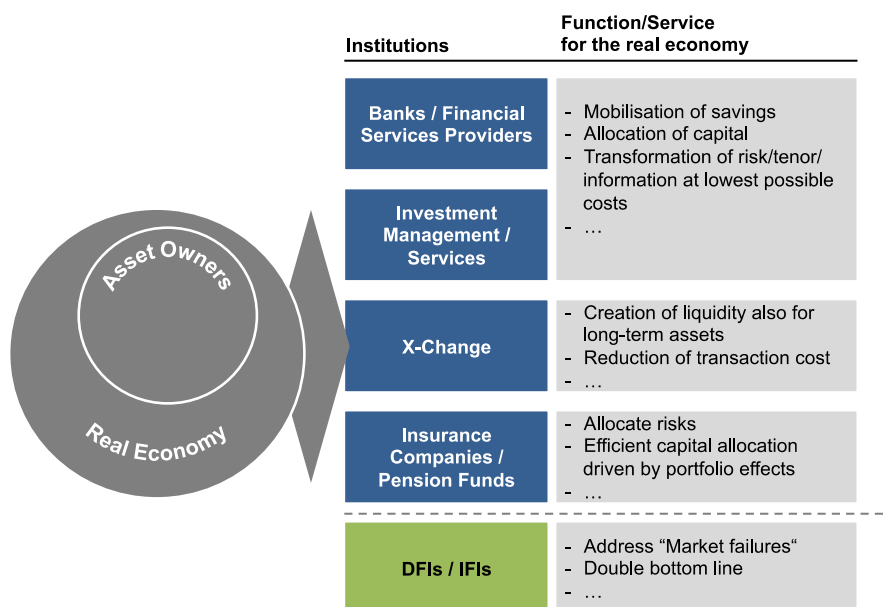 Institutions
Function/Service
for the real economy
Banks / Financial
Services Providers
- Mobilisation of savings
- Allocation of capital
- Transformation of risk/tenor/
information at lowest possible
costs
- …
Investment
Management /
Services
Asset Owners
Real Economy
X-Change
- Creation of liquidity also for
long-term assets
- Reduction of transaction cost
- …
Insurance
Companies /
Pension Funds
- Allocate risks
- Efficient capital allocation
driven by portfolio effects
- …
DFIs / IFIs
- Address “Market failures“
- Double bottom line
- …